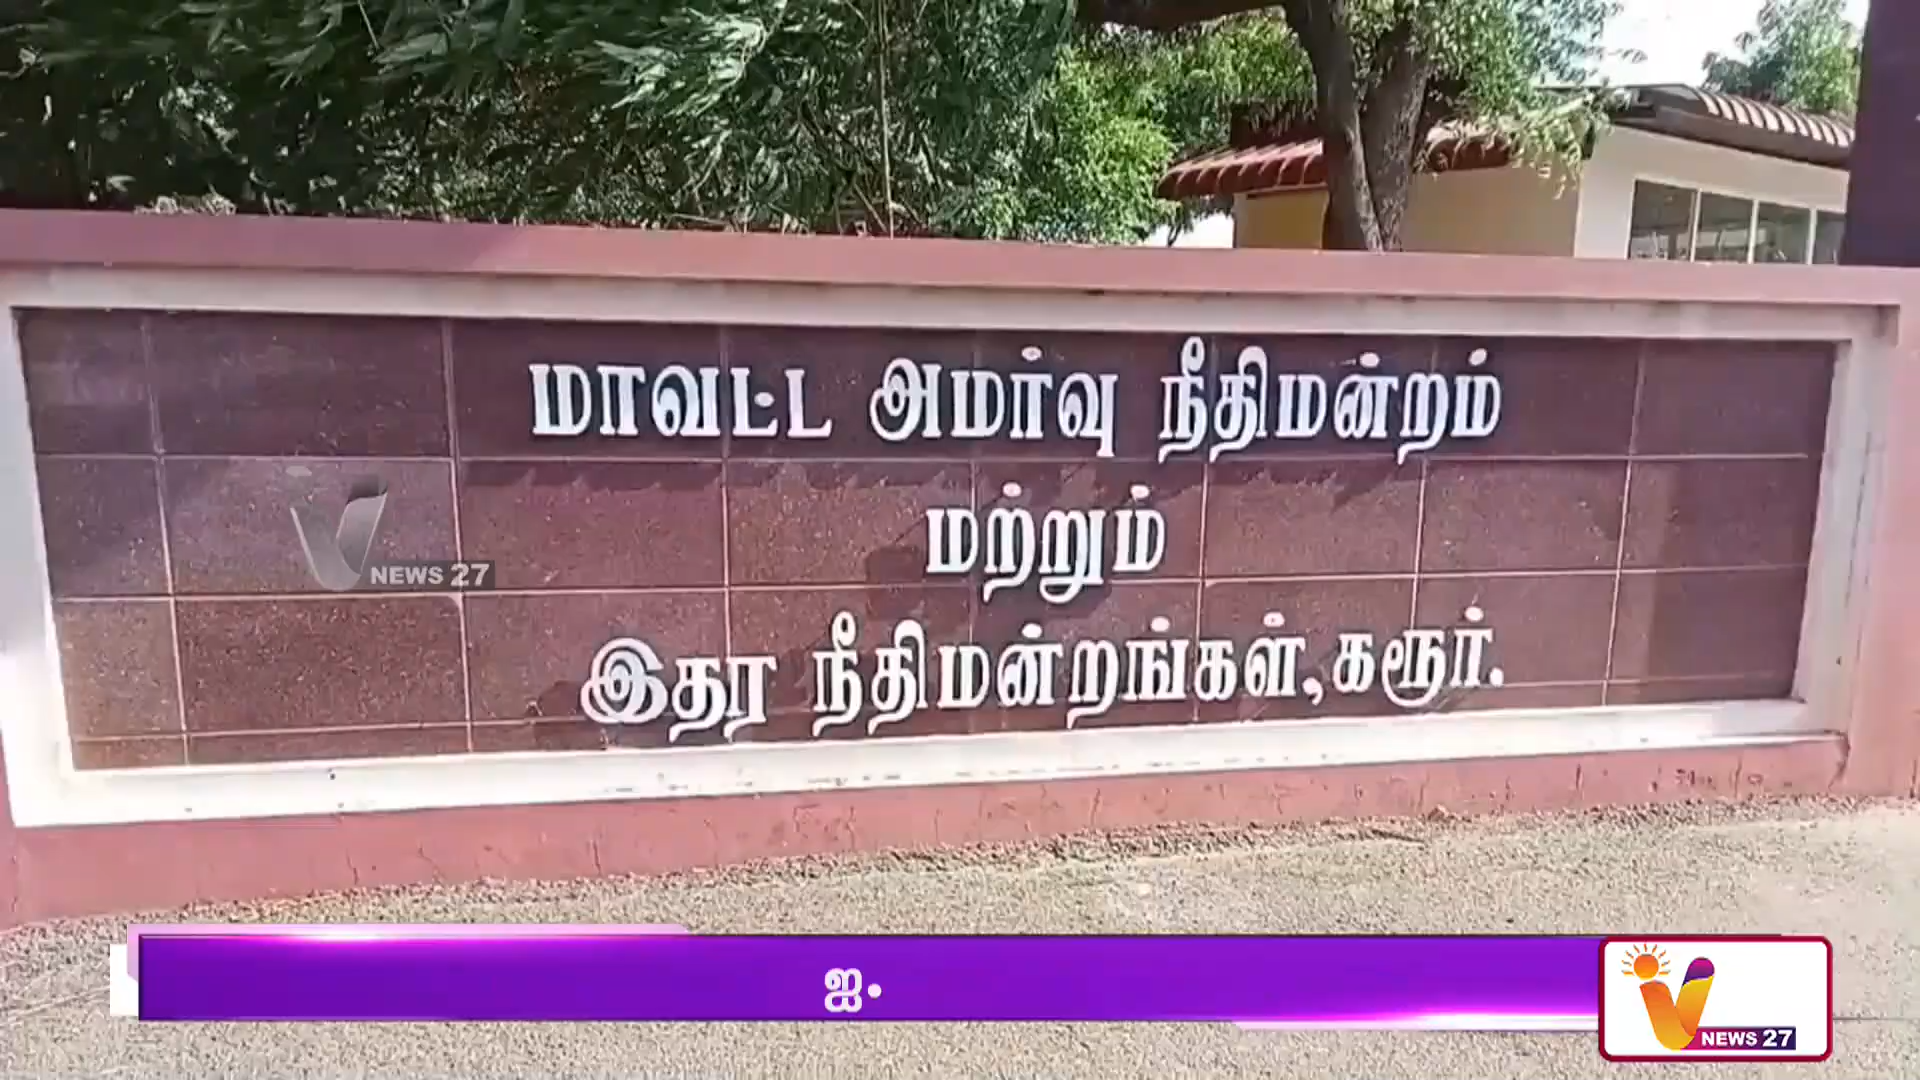 மாவட்ட அமர்வு நீதிமன்றம்
மற்றும்
NEWS 27
இதர நீதிமன்றங்கள், கரூர்.
ஐ.
NEWS 27